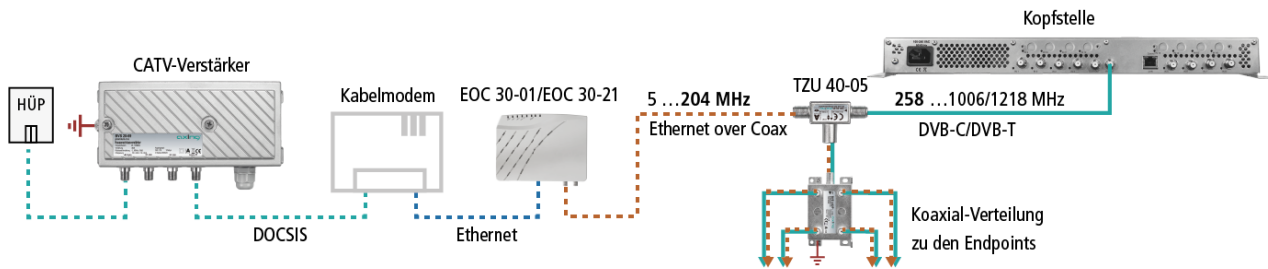 Kopfstelle
CATV-Verstärker
HÜP
Kabelmodem
EOC 30-01/EOC 30-21
TZU 40-05
5 ...204 MHz
258 ...1006/1218 MHz
Ethernet over Coax
DVB-C/DVB-T
DOCSIS
Ethernet
Koaxial-Verteilung
zu den Endpoints